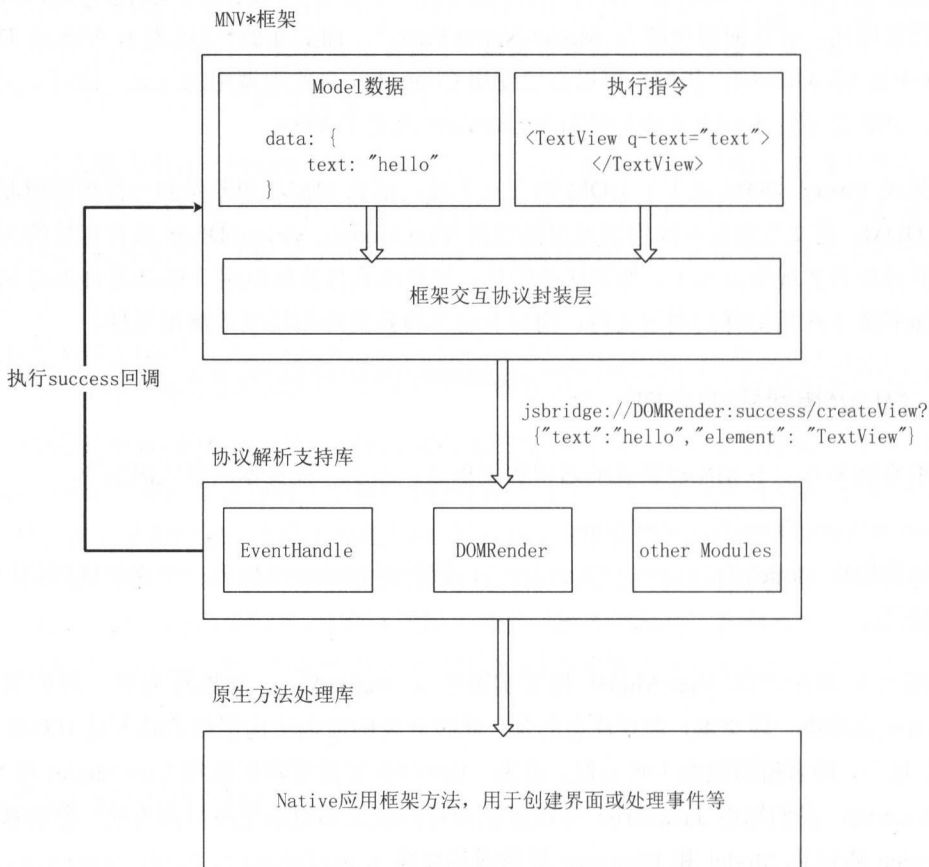 MNV*框架
Model数据
data: {
text: "hello"
}
执行指令
<TextView q-text="text">
</TextView>
框架交互协议封装层
执行success回调
jsbridge://DOMRender:success/createView?
{"text":"hello","element": "TextView"}
协议解析支持库
EventHandle
DOMRender
other Modules
原生方法处理库
Native应用框架方法，用于创建界面或处理事件等